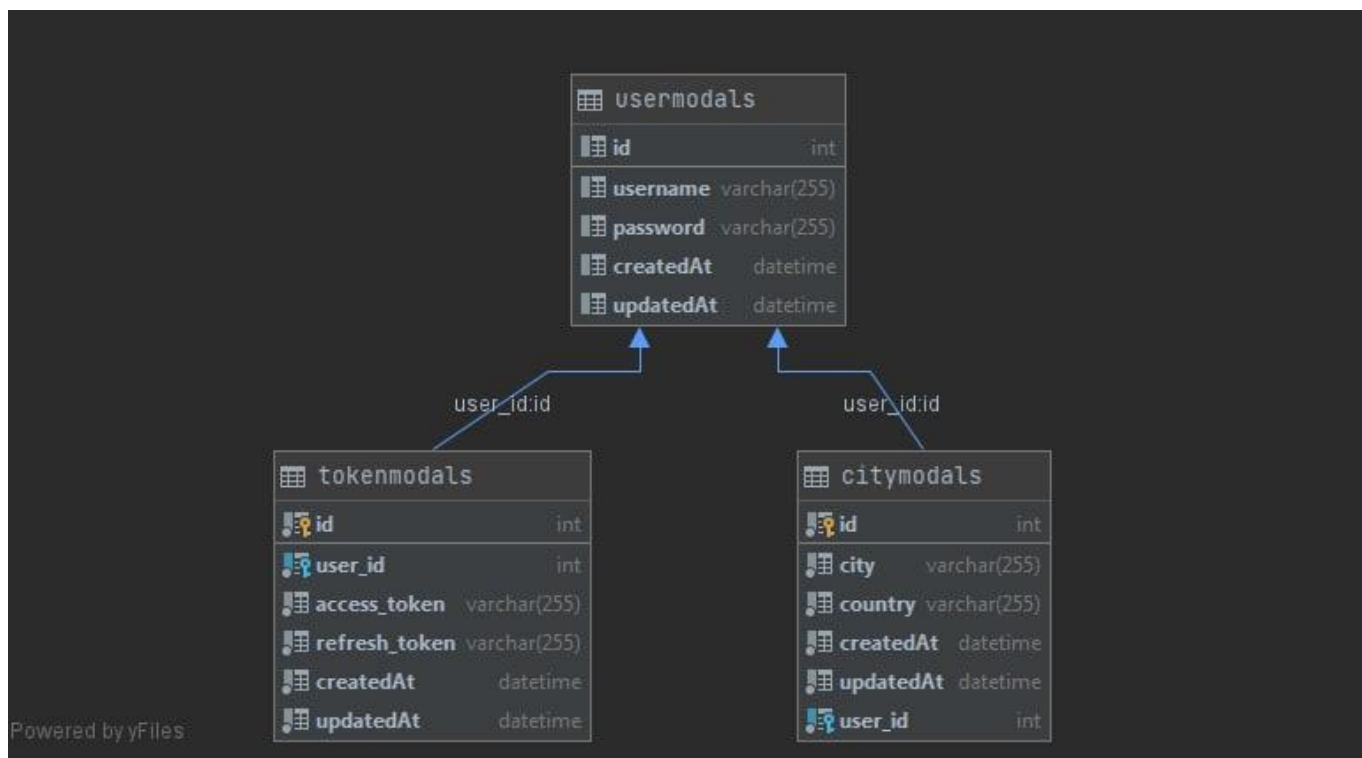 usermodals
id int
username varchar(255)
password varchar(255)
createdAt datetime
updatedAt datetime
user_id:id
user_id:id
tokenmodals
id int
user_id int
access_token varchar(255)
refresh_token varchar(255)
createdAt datetime
updatedAt datetime
citymodals
id int
city varchar(255)
country varchar(255)
createdAt datetime
updatedAt datetime
user_id int
Powered by yFiles